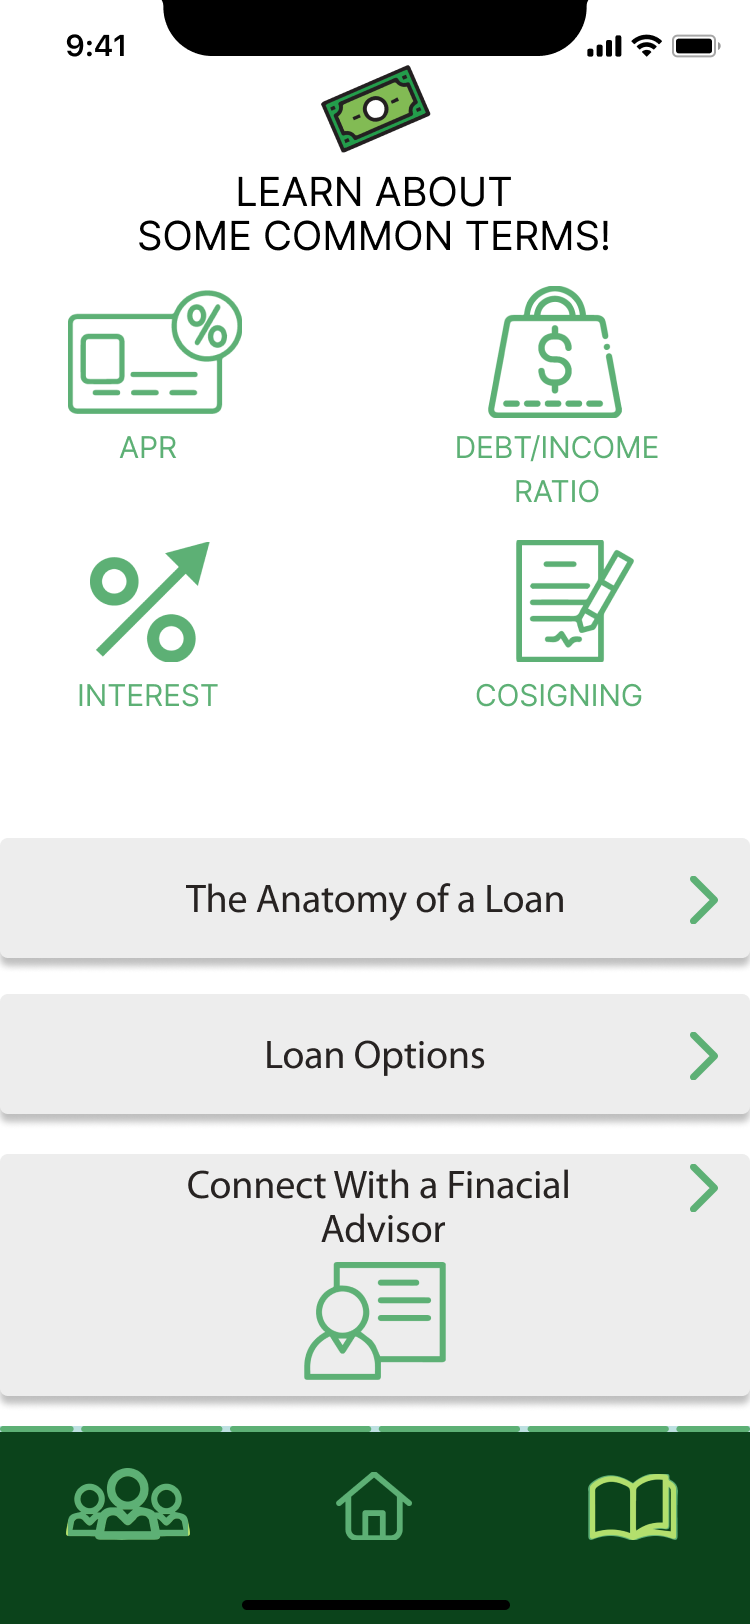 9:41
LEARN ABOUT
SOME COMMON TERMS!
%
$
APR
DEBT/INCOME
RATIO
INTEREST
COSIGNING
The Anatomy of a Loan
Loan Options
Connect With a Finacial
Advisor